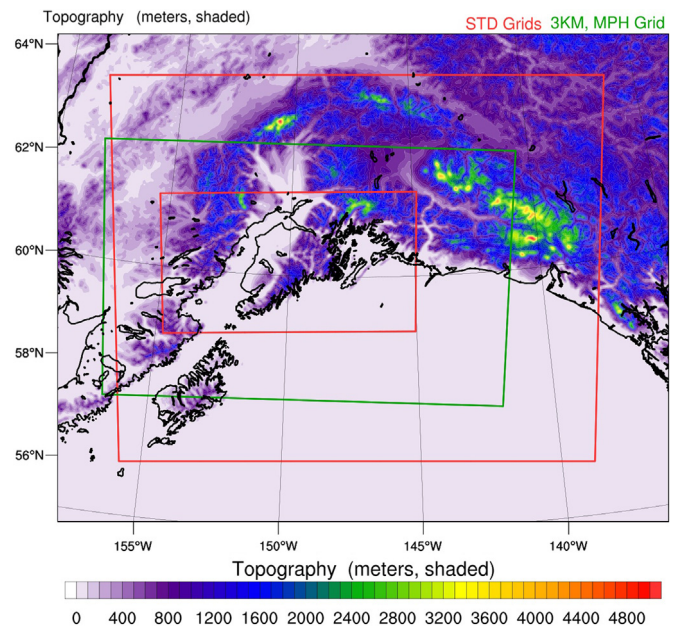 Topography (meters, shaded)
STD Grids 3KM, MPH Grid
64°N
62°N
60°N
58°N
56°N
155°W 150°W 145°W 140°W
Topography (meters, shaded)
0 400 800 1200 1600 2000 2400 2800 3200 3600 4000 4400 4800